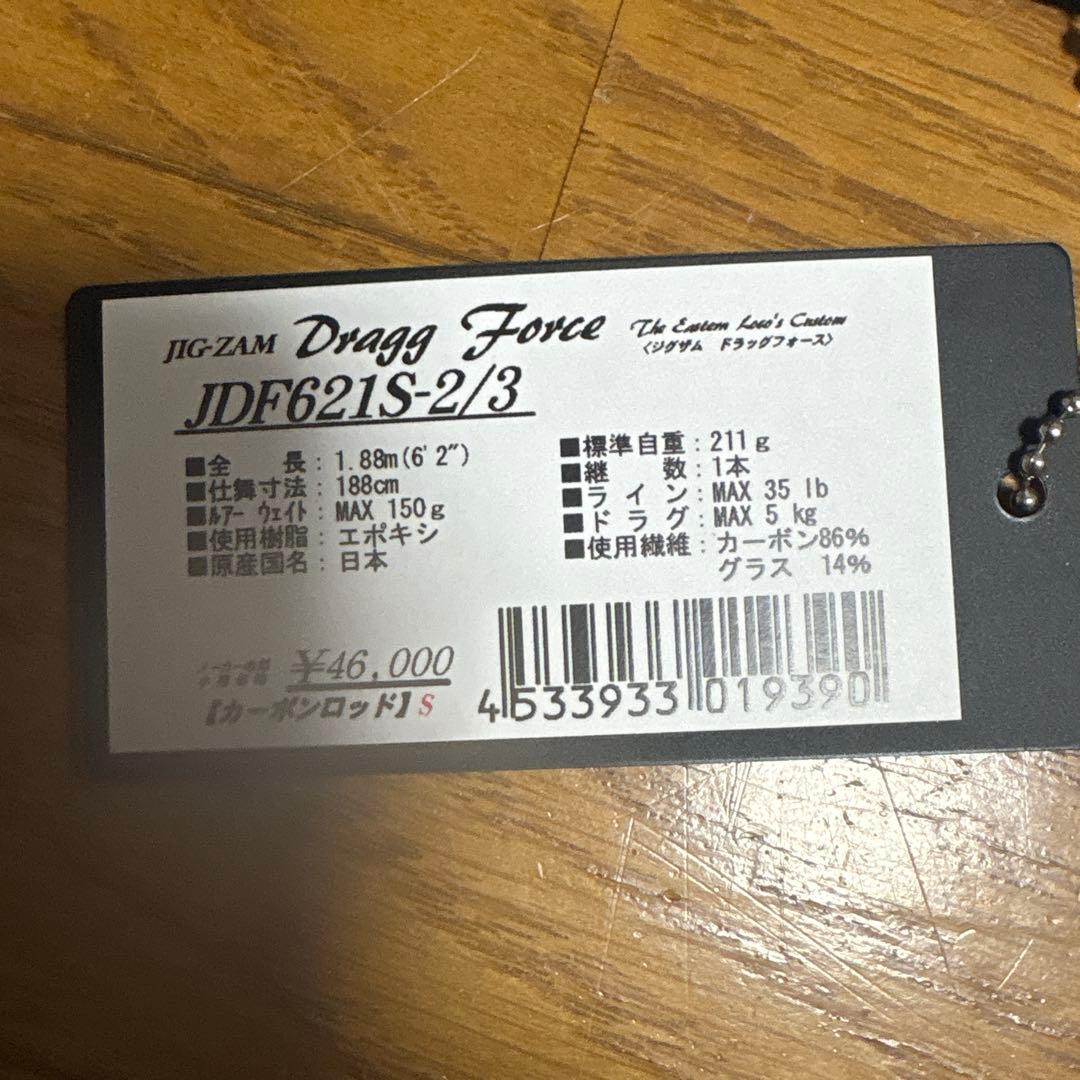 JIG-ZAM Dragg Force The Eastern Loco's Custom
〈ジグザム ドラッグフォース〉
JDF621S-2/3
■全 長：1.88m(6'2")
■仕舞寸法：188cm
■ルアー ウェイト：MAX 150g
■使用樹脂：エポキシ
■原産国名：日本
■標準自重：211g
■継 数：1本
■ライン：MAX 35 lb
■ドラグ：MAX 5 kg
■使用繊維：カーボン86%
グラス 14%
¥46,000
【カーボンロッド】S
4 533933 019390